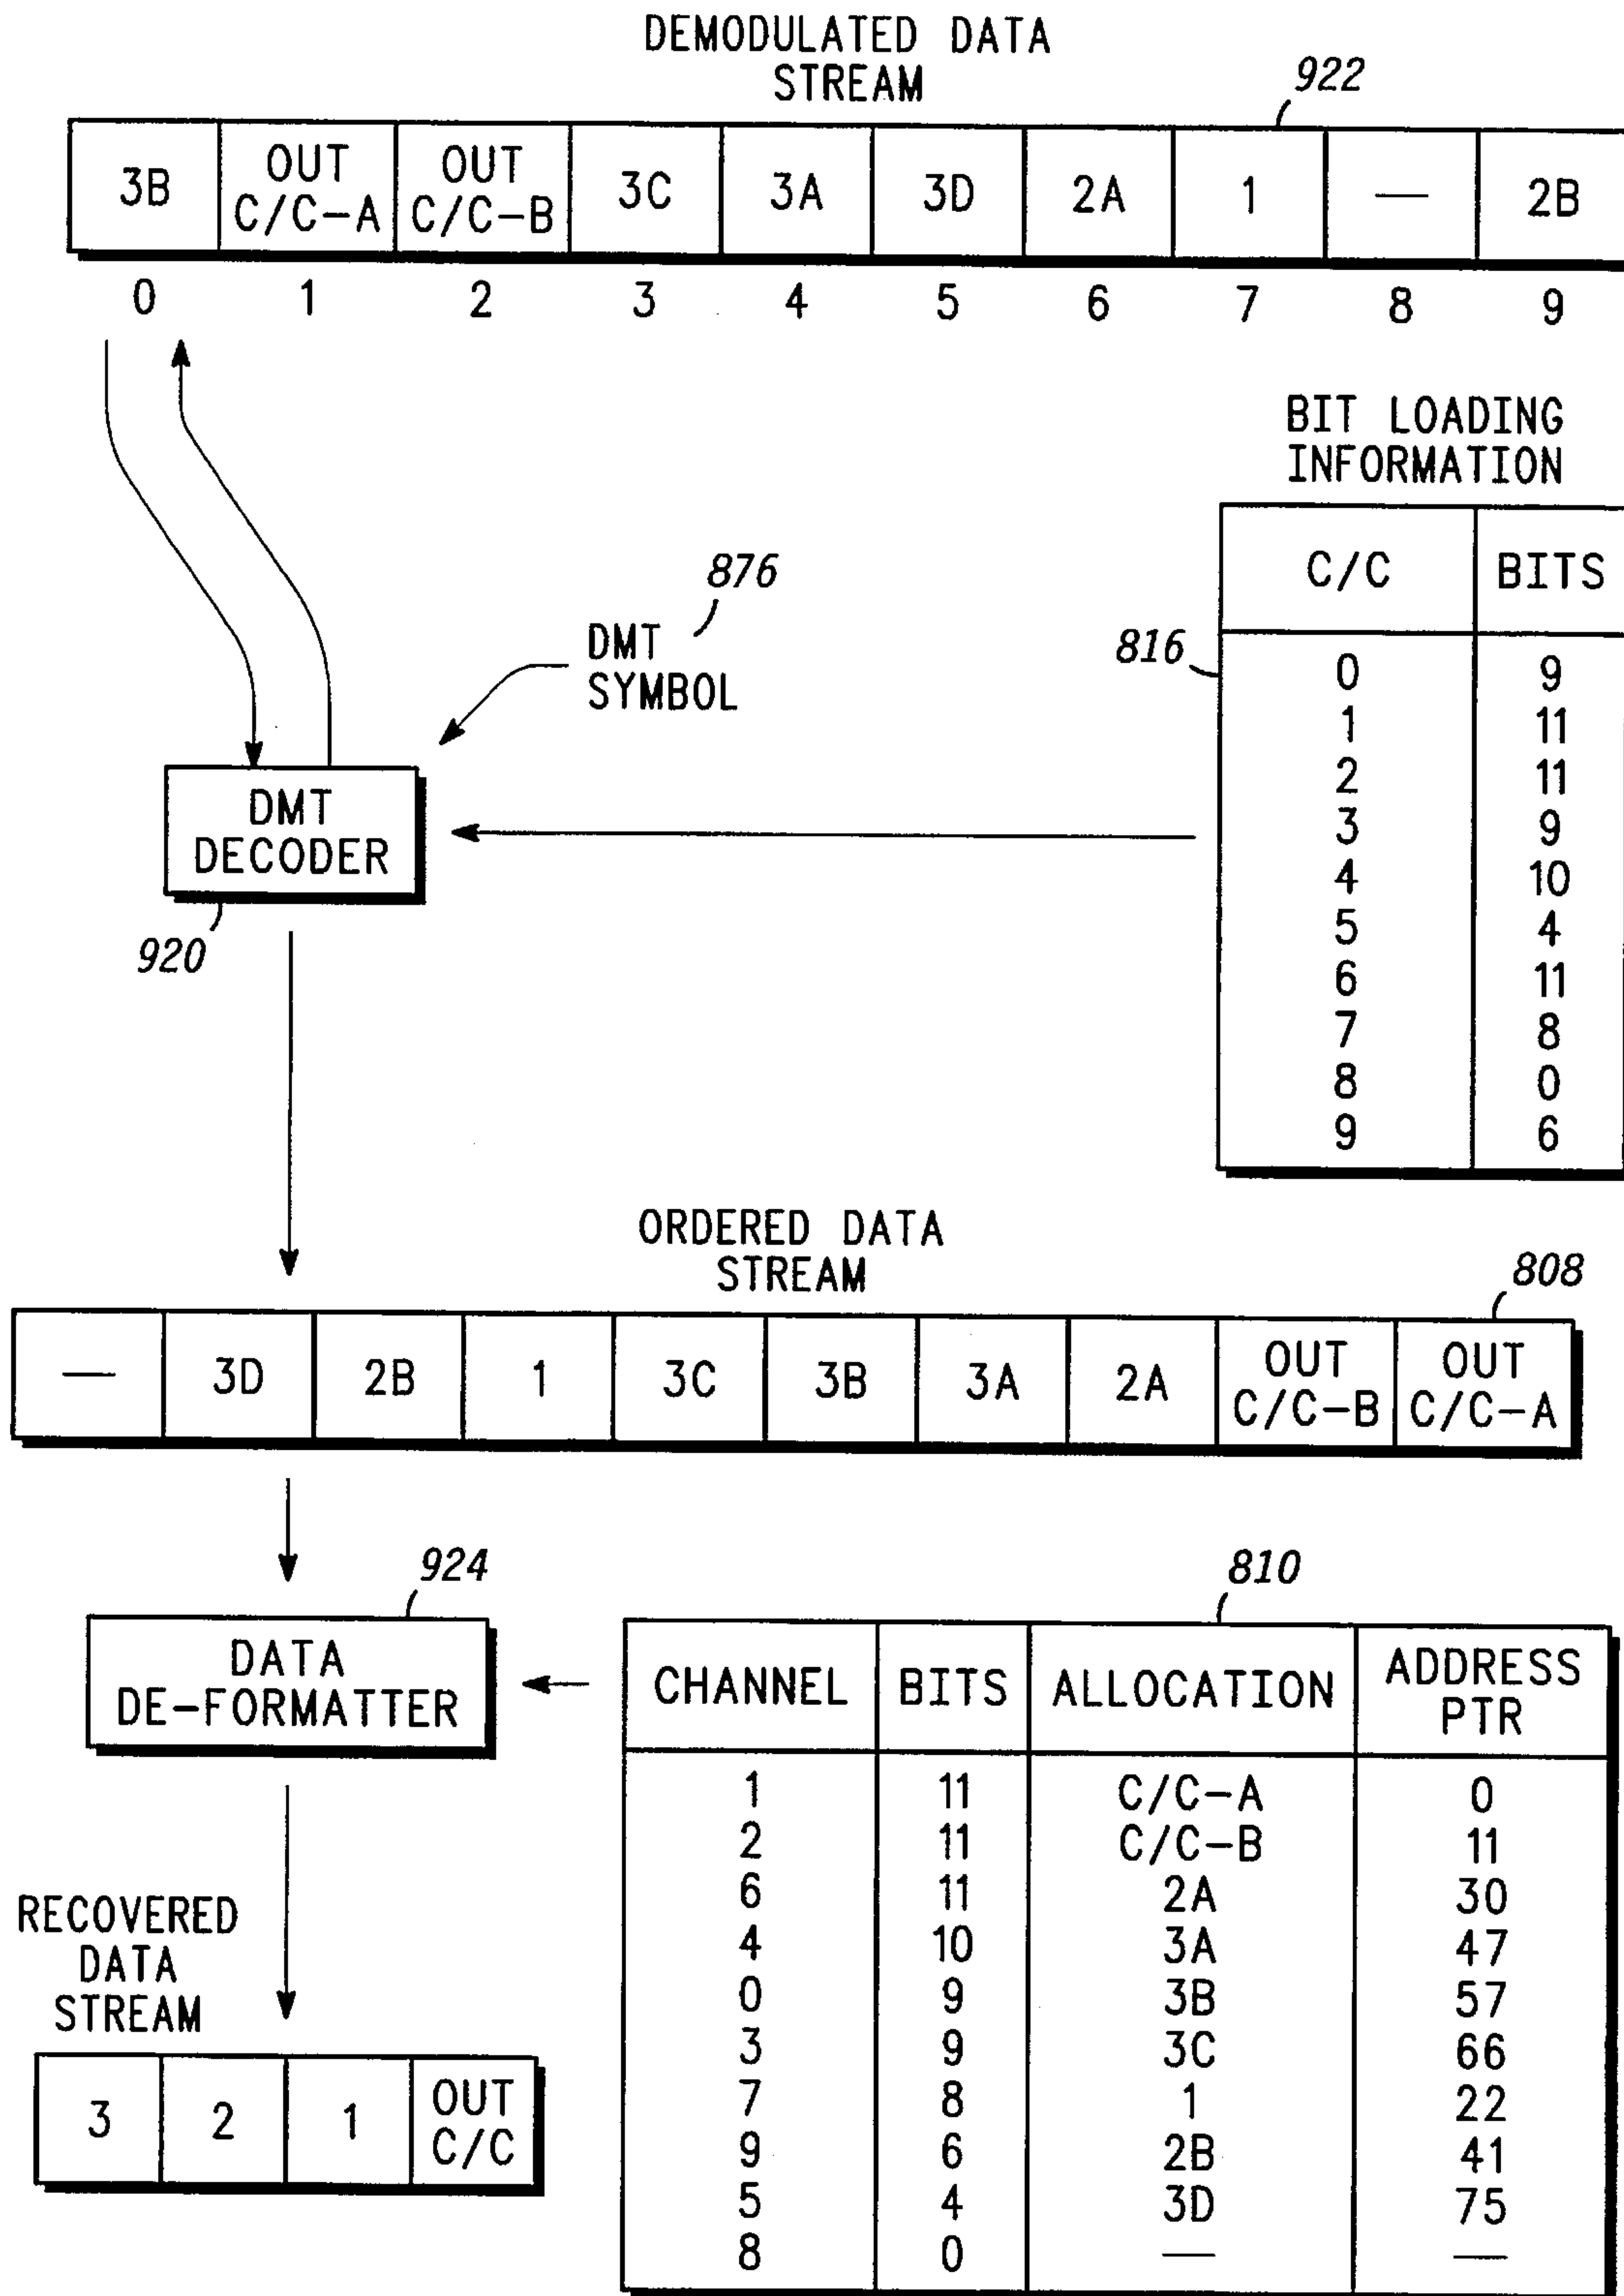 DEMODULATED DATA
STREAM
922
3B OUT C/C-A OUT C/C-B 3C 3A 3D 2A 1 — 2B
0 1 2 3 4 5 6 7 8 9
BIT LOADING
INFORMATION
C/C BITS
816
0 9
1 11
2 11
3 9
4 10
5 4
6 11
7 8
8 0
9 6
876
DMT
SYMBOL
DMT
DECODER
920
ORDERED DATA
STREAM
808
— 3D 2B 1 3C 3B 3A 2A OUT C/C-B OUT C/C-A
924
DATA
DE-FORMATTER
810
CHANNEL BITS ALLOCATION ADDRESS PTR
1 11 C/C-A 0
2 11 C/C-B 11
6 11 2A 30
4 10 3A 47
0 9 3B 57
3 9 3C 66
7 8 1 22
9 6 2B 41
5 4 3D 75
8 0 — —
RECOVERED
DATA
STREAM
3 2 1 OUT C/C